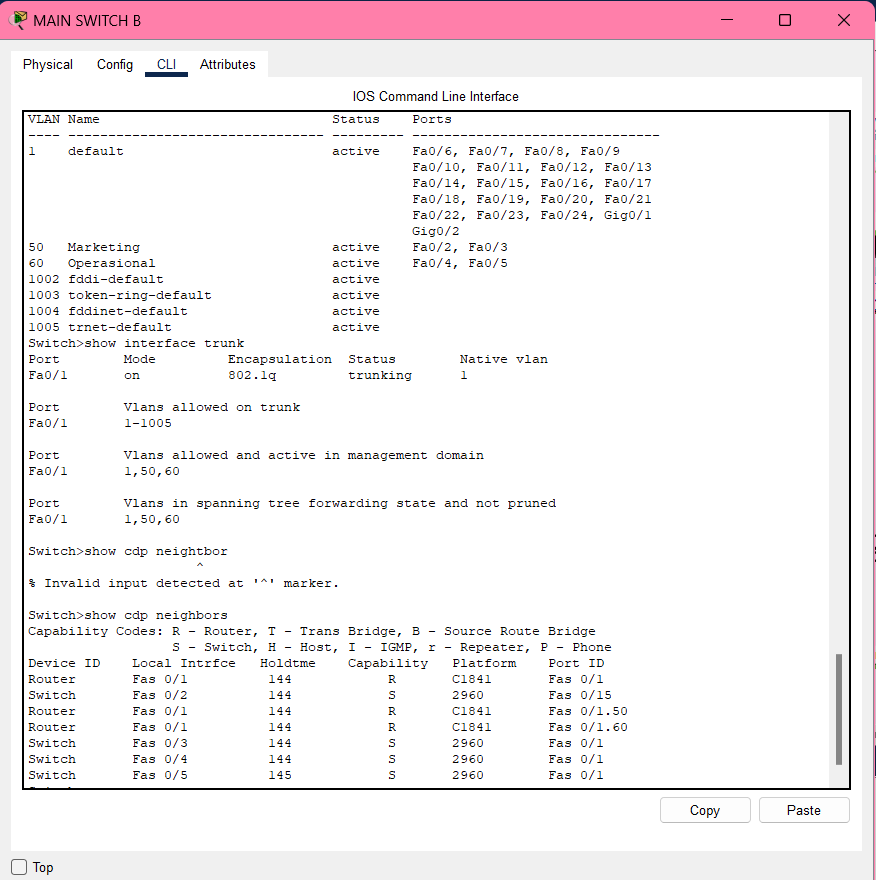 MAIN SWITCH B
Physical Config CLI Attributes
IOS Command Line Interface
VLAN Name Status Ports
---- -------------------------------- --------- -------------------------------
1 default active Fa0/6, Fa0/7, Fa0/8, Fa0/9
Fa0/10, Fa0/11, Fa0/12, Fa0/13
Fa0/14, Fa0/15, Fa0/16, Fa0/17
Fa0/18, Fa0/19, Fa0/20, Fa0/21
Fa0/22, Fa0/23, Fa0/24, Gig0/1
Gig0/2
50 Marketing active Fa0/2, Fa0/3
60 Operasional active Fa0/4, Fa0/5
1002 fddi-default active
1003 token-ring-default active
1004 fddinet-default active
1005 trnet-default active
Switch>show interface trunk
Port Mode Encapsulation Status Native vlan
Fa0/1 on 802.1q trunking 1
Port Vlans allowed on trunk
Fa0/1 1-1005
Port Vlans allowed and active in management domain
Fa0/1 1,50,60
Port Vlans in spanning tree forwarding state and not pruned
Fa0/1 1,50,60
Switch>show cdp neightbor
^
% Invalid input detected at '^' marker.
Switch>show cdp neighbors
Capability Codes: R - Router, T - Trans Bridge, B - Source Route Bridge
S - Switch, H - Host, I - IGMP, r - Repeater, P - Phone
Device ID Local Intrfce Holdtme Capability Platform Port ID
Router Fas 0/1 144 R C1841 Fas 0/1
Switch Fas 0/2 144 S 2960 Fas 0/15
Router Fas 0/1 144 R C1841 Fas 0/1.50
Router Fas 0/1 144 R C1841 Fas 0/1.60
Switch Fas 0/3 144 S 2960 Fas 0/1
Switch Fas 0/4 144 S 2960 Fas 0/1
Switch Fas 0/5 145 S 2960 Fas 0/1
Copy Paste
Top